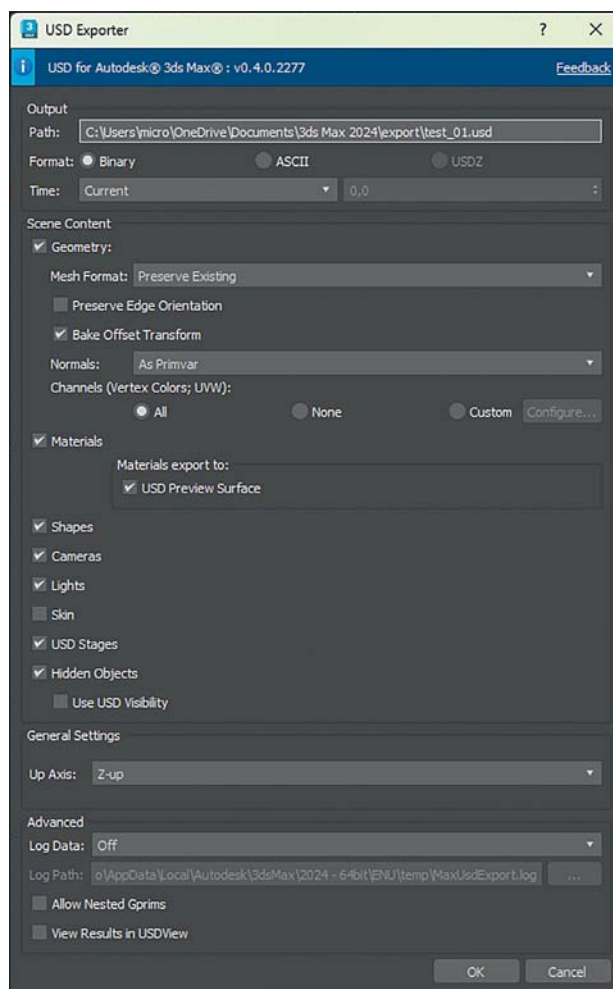 USD Exporter ? ×
USD for Autodesk® 3ds Max® : v0.4.0.2277 Feedback
Output
Path: C:\Users\micro\OneDrive\Documents\3ds Max 2024\export\test_01.usd
Format: Binary ASCII USDZ
Time: Current 0,0
Scene Content
Geometry:
Mesh Format: Preserve Existing
Preserve Edge Orientation
Bake Offset Transform
Normals: As Primvar
Channels (Vertex Colors; UVW):
All None Custom Configure...
Materials
Materials export to:
USD Preview Surface
Shapes
Cameras
Lights
Skin
USD Stages
Hidden Objects
Use USD Visibility
General Settings
Up Axis: Z-up
Advanced
Log Data: Off
Log Path: o\AppData\Local\Autodesk\3dsMax\2024 - 64bit\ENU\temp\MaxUsdExport.log ...
Allow Nested Gprims
View Results in USDView
OK Cancel